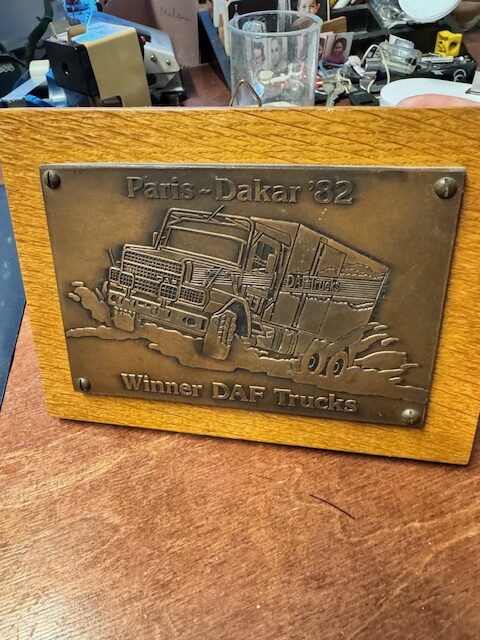 Paris~Dakar '82
DAF Trucks
Winner DAF Trucks